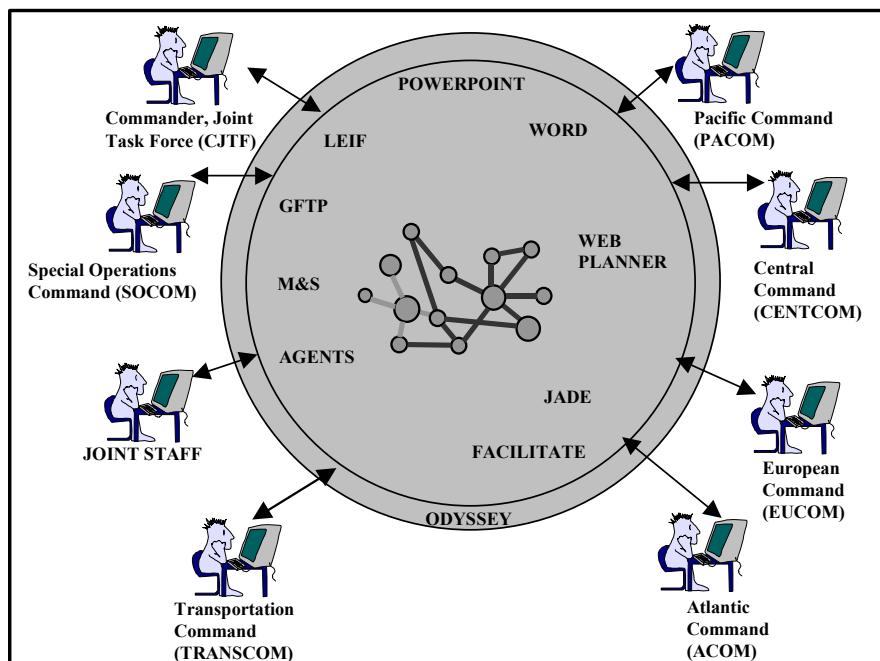 POWERPOINT
Commander, Joint
Task Force (CJTF)
Pacific Command
(PACOM)
LEIF
WORD
GFTP
Special Operations
Command (SOCOM)
WEB
PLANNER
Central
Command
(CENTCOM)
M&S
AGENTS
JOINT STAFF
JADE
FACILITATE
European
Command
(EUCOM)
ODYSSEY
Transportation
Command
(TRANSCOM)
Atlantic
Command
(ACOM)